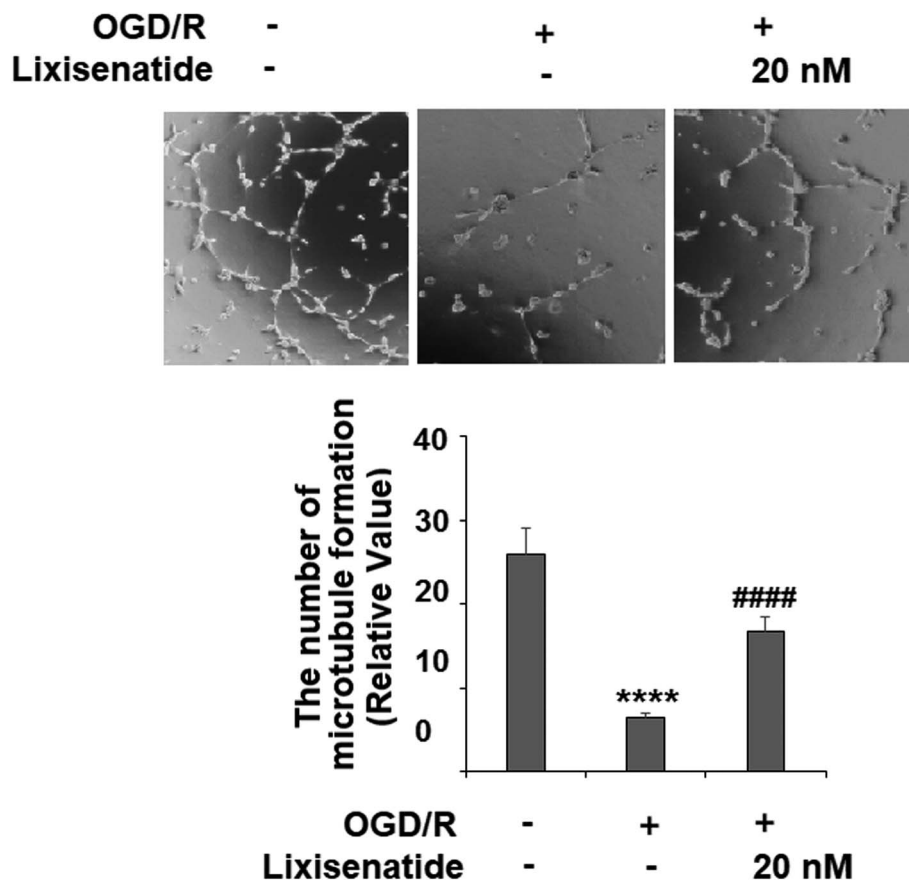 OGD/R - + +
Lixisenatide - - 20 nM
The number of
microtubule formation
(Relative Value)
40
30
20
10
0
****
####
OGD/R - + +
Lixisenatide - - 20 nM